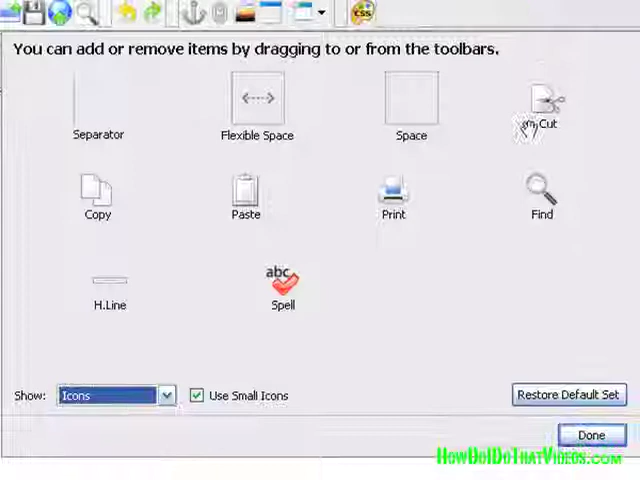 CSS
You can add or remove items by dragging to or from the toolbars.
Separator
Flexible Space
Space
Cut
Copy
Paste
Print
Find
abc
H.Line
Spell
Show:
Icons
Use Small Icons
Restore Default Set
Done
HowDoIDoThatVideos.com